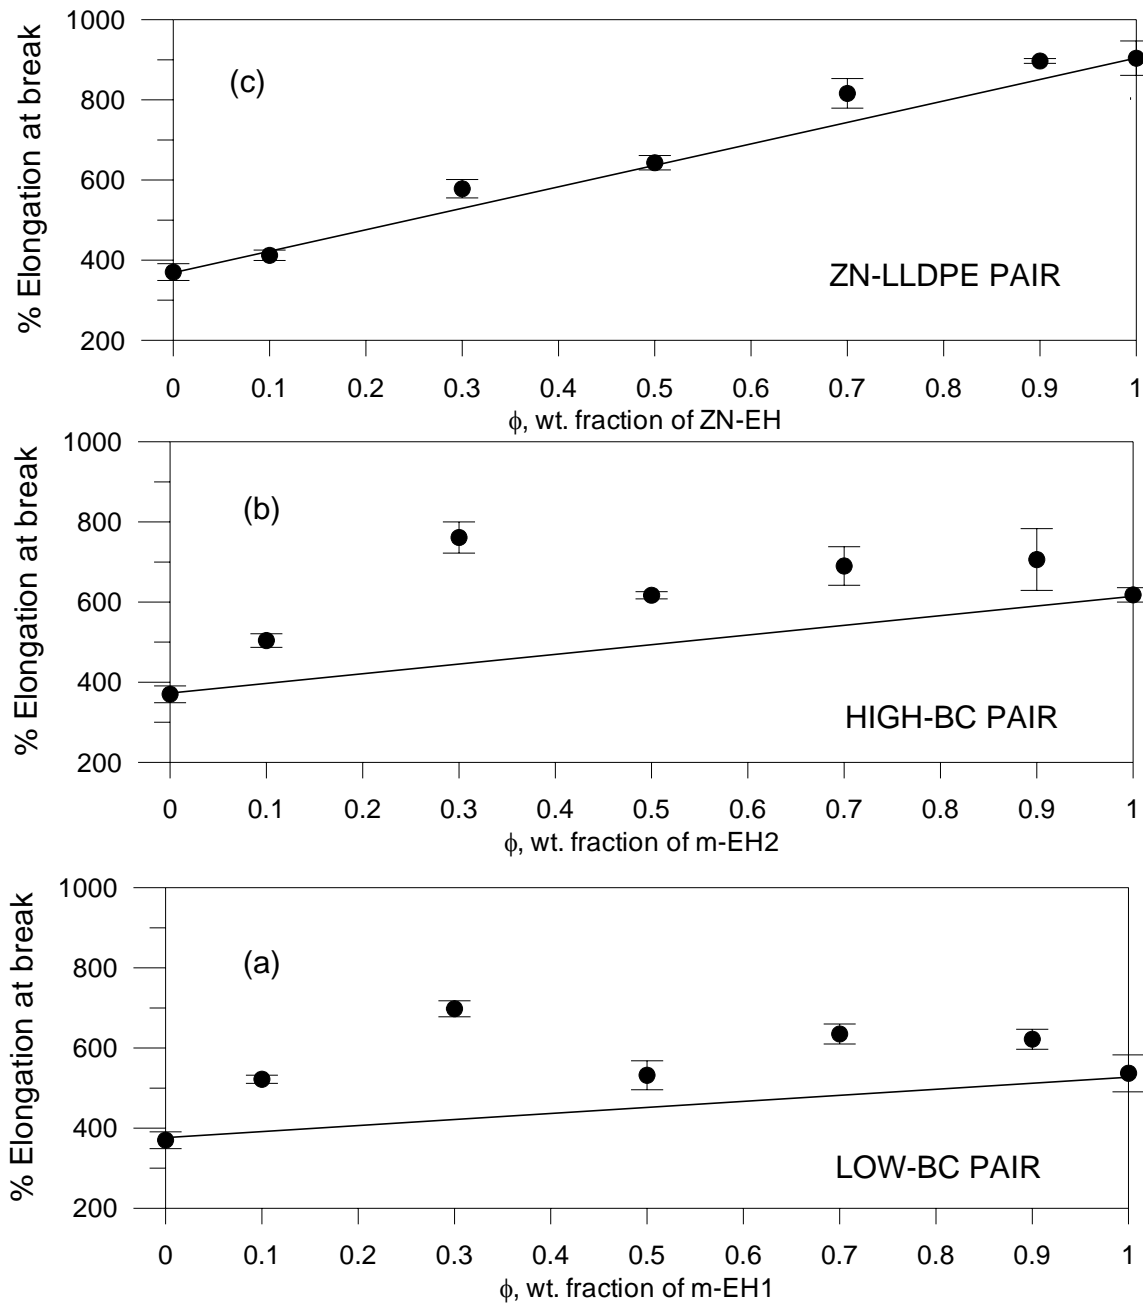 1000
(c)
800
600
400
ZN-LLDPE PAIR
200
% Elongation at break
0 0.1 0.2 0.3 0.4 0.5 0.6 0.7 0.8 0.9 1
ϕ, wt. fraction of ZN-EH
1000
(b)
800
600
400
HIGH-BC PAIR
200
% Elongation at break
0 0.1 0.2 0.3 0.4 0.5 0.6 0.7 0.8 0.9 1
ϕ, wt. fraction of m-EH2
1000
(a)
800
600
400
LOW-BC PAIR
200
% Elongation at break
0 0.1 0.2 0.3 0.4 0.5 0.6 0.7 0.8 0.9 1
ϕ, wt. fraction of m-EH1